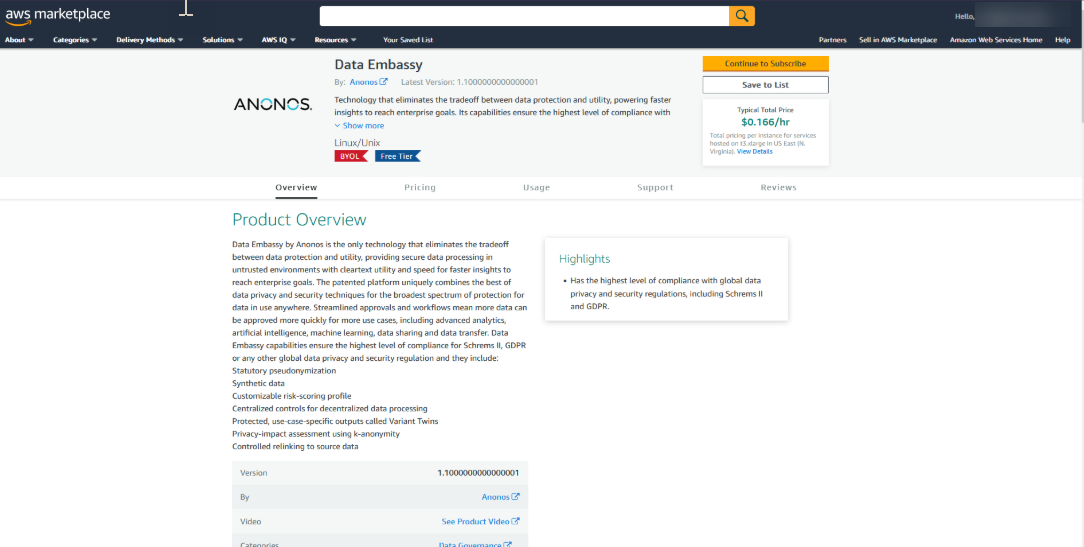 aws marketplace
Hello,
About
Categories
Delivery Methods
Solutions
AWS IQ
Resources
Your Saved List
Partners
Sell in AWS Marketplace
Amazon Web Services Home
Help
ANONOS.
Data Embassy
By: Anonos
Latest Version: 1.1000000000000001
Technology that eliminates the tradeoff between data protection and utility, powering faster
insights to reach enterprise goals. Its capabilities ensure the highest level of compliance with
Show more
Linux/Unix
BYOL
Free Tier
Continue to Subscribe
Save to List
Typical Total Price
$0.166/hr
Total pricing per instance for services
hosted on t3.xlarge in US East (N.
Virginia). View Details
Overview
Pricing
Usage
Support
Reviews
Product Overview
Data Embassy by Anonos is the only technology that eliminates the tradeoff
between data protection and utility, providing secure data processing in
untrusted environments with cleartext utility and speed for faster insights to
reach enterprise goals. The patented platform uniquely combines the best of
data privacy and security techniques for the broadest spectrum of protection for
data in use anywhere. Streamlined approvals and workflows mean more data can
be approved more quickly for more use cases, including advanced analytics,
artificial intelligence, machine learning, data sharing and data transfer. Data
Embassy capabilities ensure the highest level of compliance for Schrems II, GDPR
or any other global data privacy and security regulation and they include:
Statutory pseudonymization
Synthetic data
Customizable risk-scoring profile
Centralized controls for decentralized data processing
Protected, use-case-specific outputs called Variant Twins
Privacy-impact assessment using k-anonymity
Controlled relinking to source data
Highlights
• Has the highest level of compliance with global data
privacy and security regulations, including Schrems II
and GDPR.
Version
1.1000000000000001
By
Anonos
Video
See Product Video
Categories
Data Governance